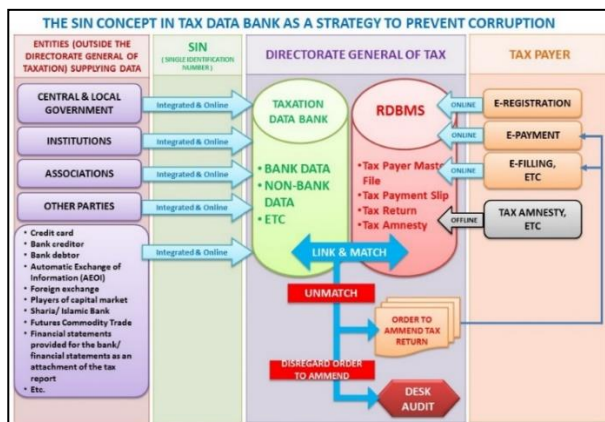 THE SIN CONCEPT IN TAX DATA BANK AS A STRATEGY TO PREVENT CORRUPTION
ENTITIES (OUTSIDE THE
DIRECTORATE GENERAL OF
TAXATION) SUPPLYING DATA
SIN
(SINGLE IDENTIFICATION
NUMBER)
DIRECTORATE GENERAL OF TAX
TAX PAYER
CENTRAL & LOCAL
GOVERNMENT
INSTITUTIONS
ASSOCIATIONS
OTHER PARTIES
• Credit card
• Bank creditor
• Bank debtor
• Automatic Exchange of
Information (AEOI)
• Foreign exchange
• Players of capital market
• Sharia/ Islamic Bank
• Futures Commodity Trade
• Financial statements
provided for the bank/
financial statements as an
attachment of the tax
report
• Etc.
Integrated & Online
Integrated & Online
Integrated & Online
Integrated & Online
Integrated & Online
TAXATION
DATA BANK
• BANK DATA
• NON-BANK
DATA
• ETC
RDBMS
• Tax Payer Master
File
• Tax Payment Slip
• Tax Return
• Tax Amnesty
LINK & MATCH
UNMATCH
ORDER TO
AMMEND TAX
RETURN
DISREGARD ORDER
TO AMMEND
DESK
AUDIT
ONLINE
ONLINE
ONLINE
OFFLINE
E-REGISTRATION
E-PAYMENT
E-FILLING,
ETC
TAX AMNESTY,
ETC